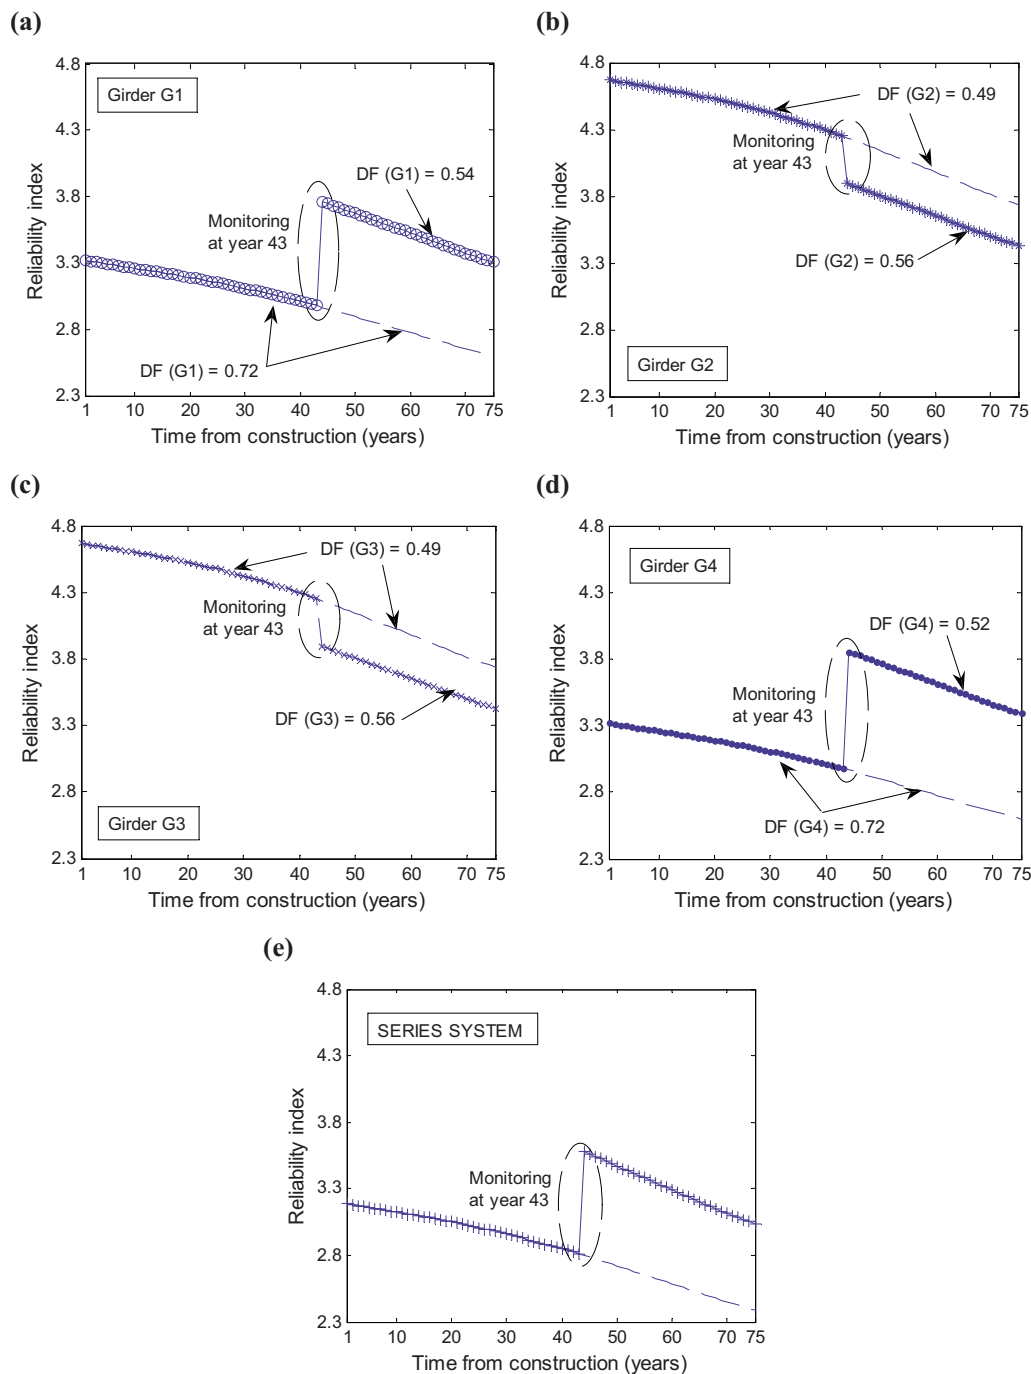 (a)
4.8
4.3
3.8
3.3
2.8
2.3
Reliability index
Girder G1
DF (G1) = 0.54
Monitoring
at year 43
DF (G1) = 0.72
1 10 20 30 40 50 60 70 75
Time from construction (years)
(b)
4.8
4.3
3.8
3.3
2.8
2.3
Reliability index
DF (G2) = 0.49
Monitoring
at year 43
DF (G2) = 0.56
Girder G2
1 10 20 30 40 50 60 70 75
Time from construction (years)
(c)
4.8
4.3
3.8
3.3
2.8
2.3
Reliability index
DF (G3) = 0.49
Monitoring
at year 43
DF (G3) = 0.56
Girder G3
1 10 20 30 40 50 60 70 75
Time from construction (years)
(d)
4.8
4.3
3.8
3.3
2.8
2.3
Reliability index
Girder G4
DF (G4) = 0.52
Monitoring
at year 43
DF (G4) = 0.72
1 10 20 30 40 50 60 70 75
Time from construction (years)
(e)
4.8
4.3
3.8
3.3
2.8
2.3
Reliability index
SERIES SYSTEM
Monitoring
at year 43
1 10 20 30 40 50 60 70 75
Time from construction (years)